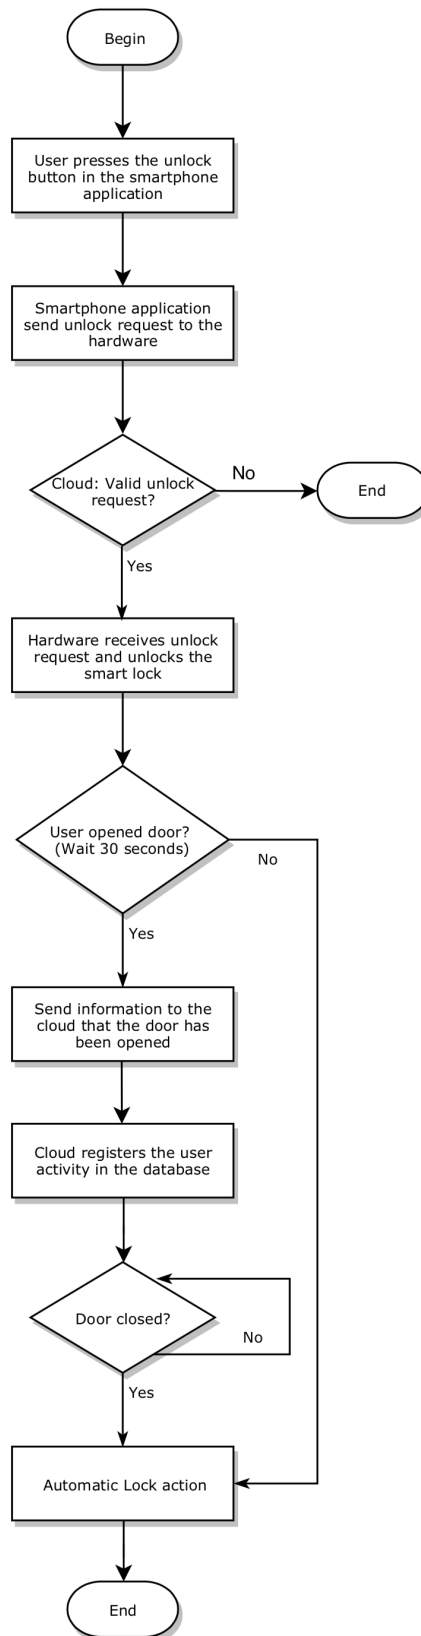 Begin
User presses the unlock
button in the smartphone
application
Smartphone application
send unlock request to the
hardware
Cloud: Valid unlock
request?
No
End
Yes
Hardware receives unlock
request and unlocks the
smart lock
User opened door?
(Wait 30 seconds)
No
Yes
Send information to the
cloud that the door has
been opened
Cloud registers the user
activity in the database
Door closed?
No
Yes
Automatic Lock action
End